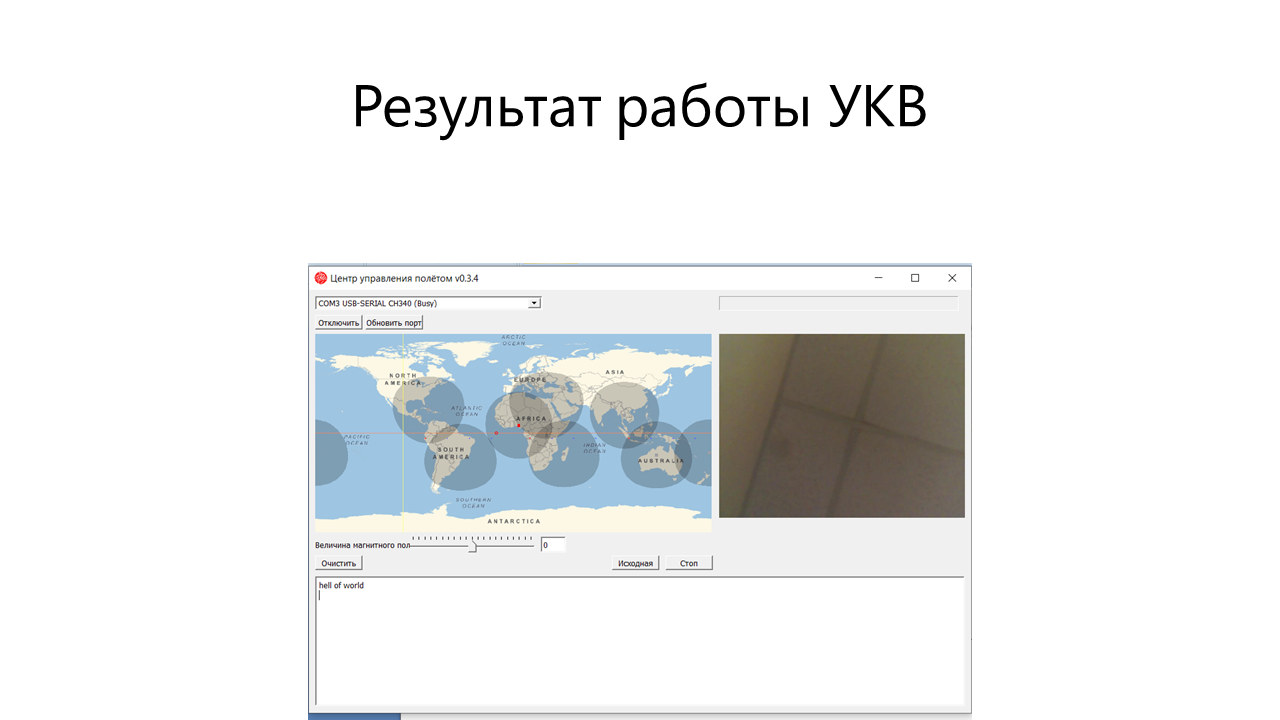 Результат работы УКВ
Центр управления полётом v0.3.4
COM3 USB-SERIAL CH340 (Busy)
Отключить Обновить порт
ARCTIC
OCEAN
NORTH
AMERICA
EUROPE
ASIA
ATLANTIC
OCEAN
AFRICA
PACIFIC
OCEAN
INDIAN
OCEAN
SOUTH
AMERICA
AUSTRALIA
SOUTHERN
OCEAN
ANTARCTICA
Величина магнитного пол 0
Очистить Исходная Стоп
hell of world